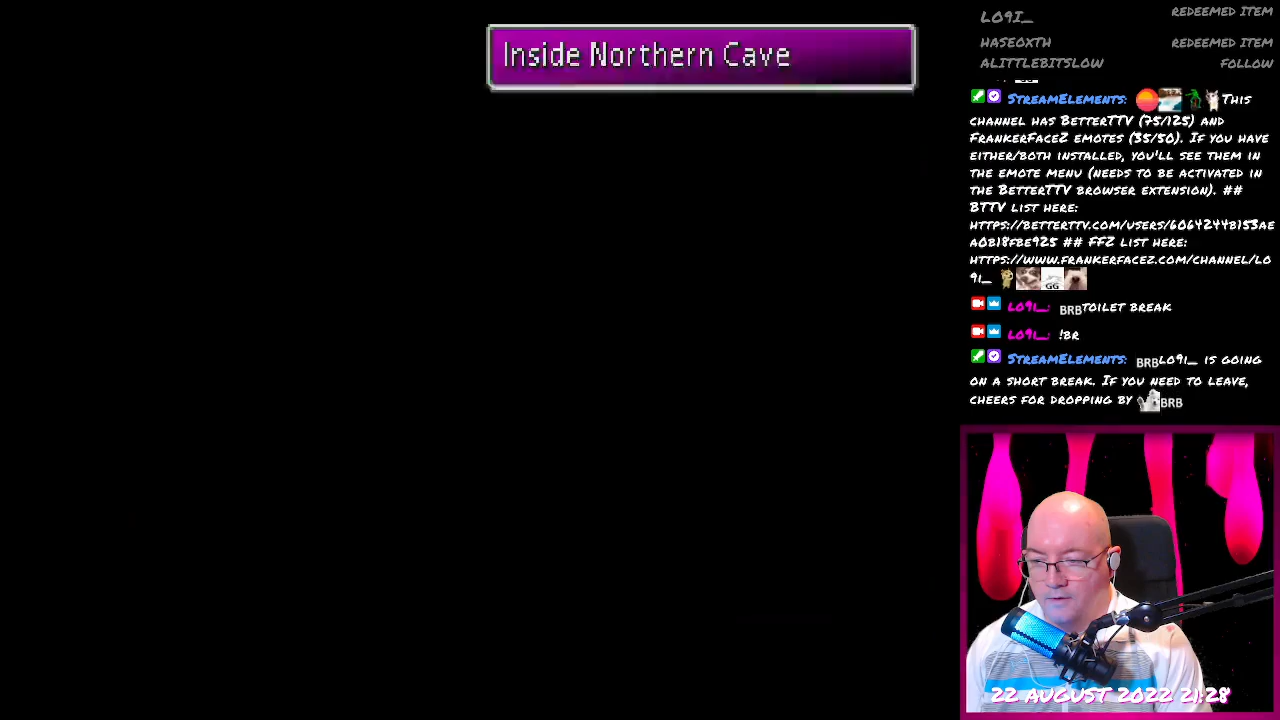 Inside Northern Cave
LO9I_ REDEEMED ITEM
HASEOXTH REDEEMED ITEM
ALITTLEBITSLOW FOLLOW
GG
StreamElements: This
channel has BetterTTV (75/125) and
FrankerFaceZ emotes (35/50). If you have
either/both installed, you'll see them in
the emote menu (needs to be activated in
the BetterTTV browser extension). ##
BTTV list here:
https://betterttv.com/users/6064244b153ae
a0b18fbe925 ## FFZ list here:
https://www.frankerfacez.com/channel/lo
9i_ GG
lo9i_: BRB toilet break
lo9i_: !br
StreamElements: BRB lo9i_ is going
on a short break. If you need to leave,
cheers for dropping by BRB
22 August 2022 21:28